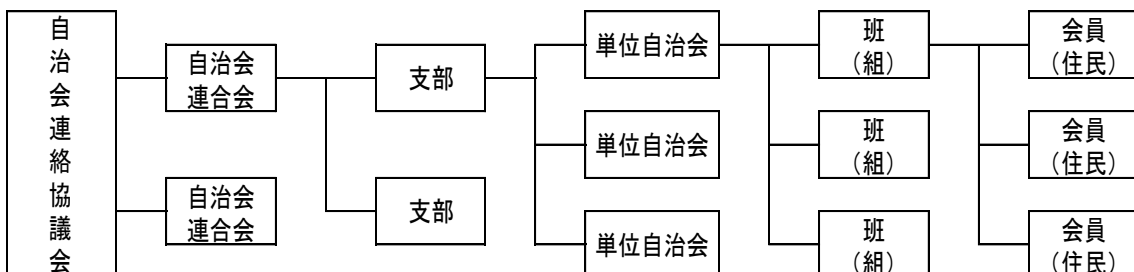 自治会連絡協議会
自治会
連合会
自治会
連合会
支部
支部
単位自治会
単位自治会
単位自治会
班
（組）
班
（組）
班
（組）
会員
（住民）
会員
（住民）
会員
（住民）